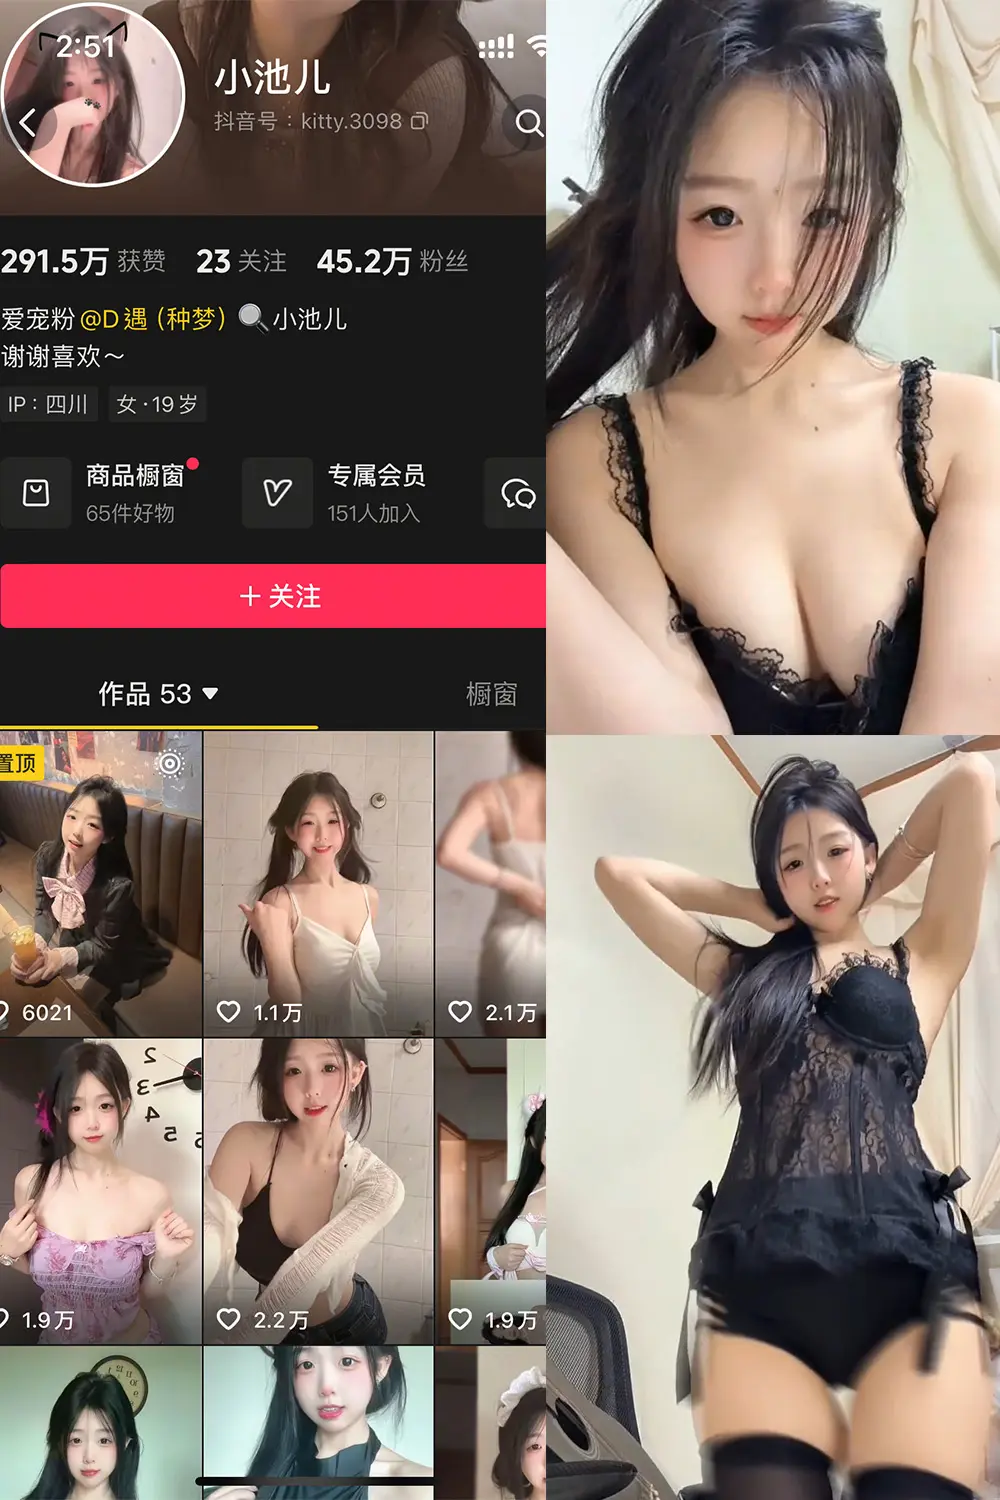 2:51
小池儿
抖音号：kitty.3098
291.5万 获赞 23 关注 45.2万 粉丝
爱宠粉 @D遇（种梦）🔍小池儿
谢谢喜欢～
IP：四川 女·19岁
商品橱窗 专属会员
65件好物 151人加入
＋ 关注
作品 53 橱窗
置顶
6021 1.1万 2.1万
2
3
4
5
1.9万 2.2万 1.9万